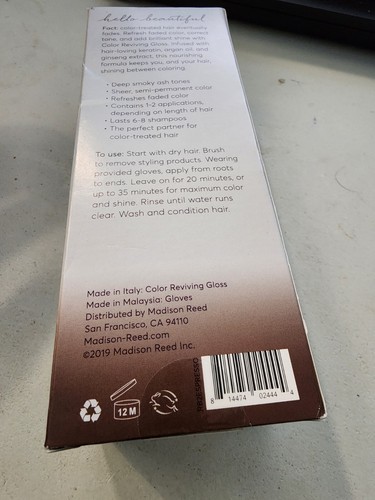 hello beautiful
Fact: color-treated hair eventually
fades. Refresh faded color, correct
tone, and add brilliant shine with
Color Reviving Gloss. Infused with
hair-loving keratin, argan oil, and
ginseng extract, this nourishing
formula keeps you, and your hair,
shining between coloring.
• Deep smoky ash tones
• Sheer, semi-permanent color
• Refreshes faded color
• Contains 1-2 applications,
depending on length of hair
• Lasts 6-8 shampoos
• The perfect partner for
color-treated hair
To use: Start with dry hair. Brush
to remove styling products. Wearing
provided gloves, apply from roots
to ends. Leave on for 20 minutes, or
up to 35 minutes for maximum color
and shine. Rinse until water runs
clear. Wash and condition hair.
Made in Italy: Color Reviving Gloss
Made in Malaysia: Gloves
Distributed by Madison Reed
San Francisco, CA 94110
Madison-Reed.com
©2019 Madison Reed Inc.
12 M
8 14474 02444 4